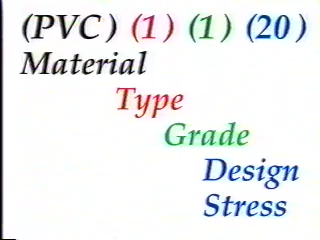 (PVC) (1) (1) (20)
Material
Type
Grade
Design
Stress